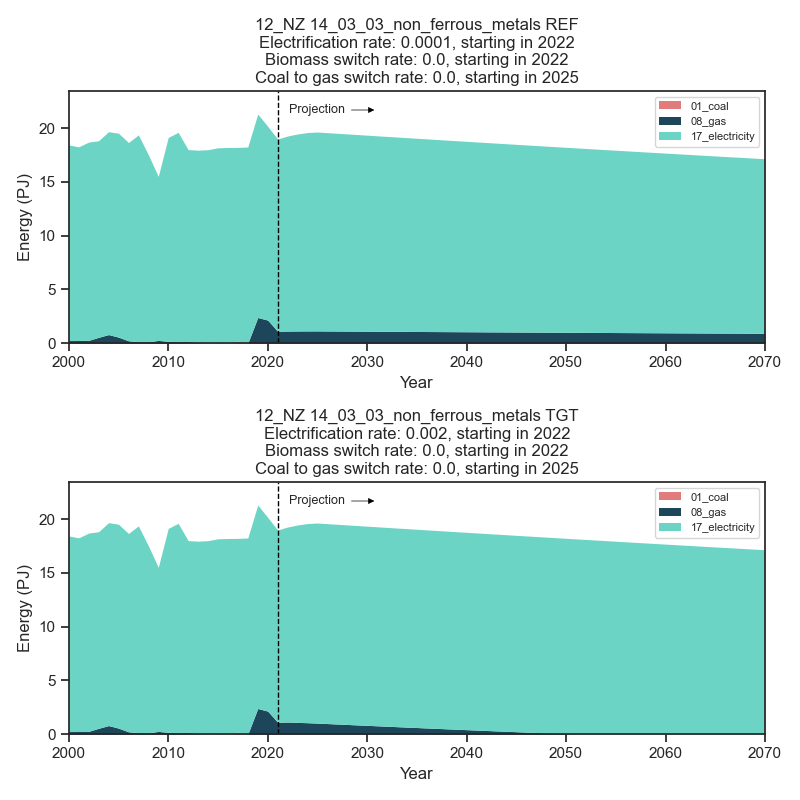 12_NZ 14_03_03_non_ferrous_metals REF
Electrification rate: 0.0001, starting in 2022
Biomass switch rate: 0.0, starting in 2022
Coal to gas switch rate: 0.0, starting in 2025
Projection
01_coal
08_gas
17_electricity
Energy (PJ)
20
15
10
5
0
2000 2010 2020 2030 2040 2050 2060 2070
Year
12_NZ 14_03_03_non_ferrous_metals TGT
Electrification rate: 0.002, starting in 2022
Biomass switch rate: 0.0, starting in 2022
Coal to gas switch rate: 0.0, starting in 2025
Projection
01_coal
08_gas
17_electricity
Energy (PJ)
20
15
10
5
0
2000 2010 2020 2030 2040 2050 2060 2070
Year